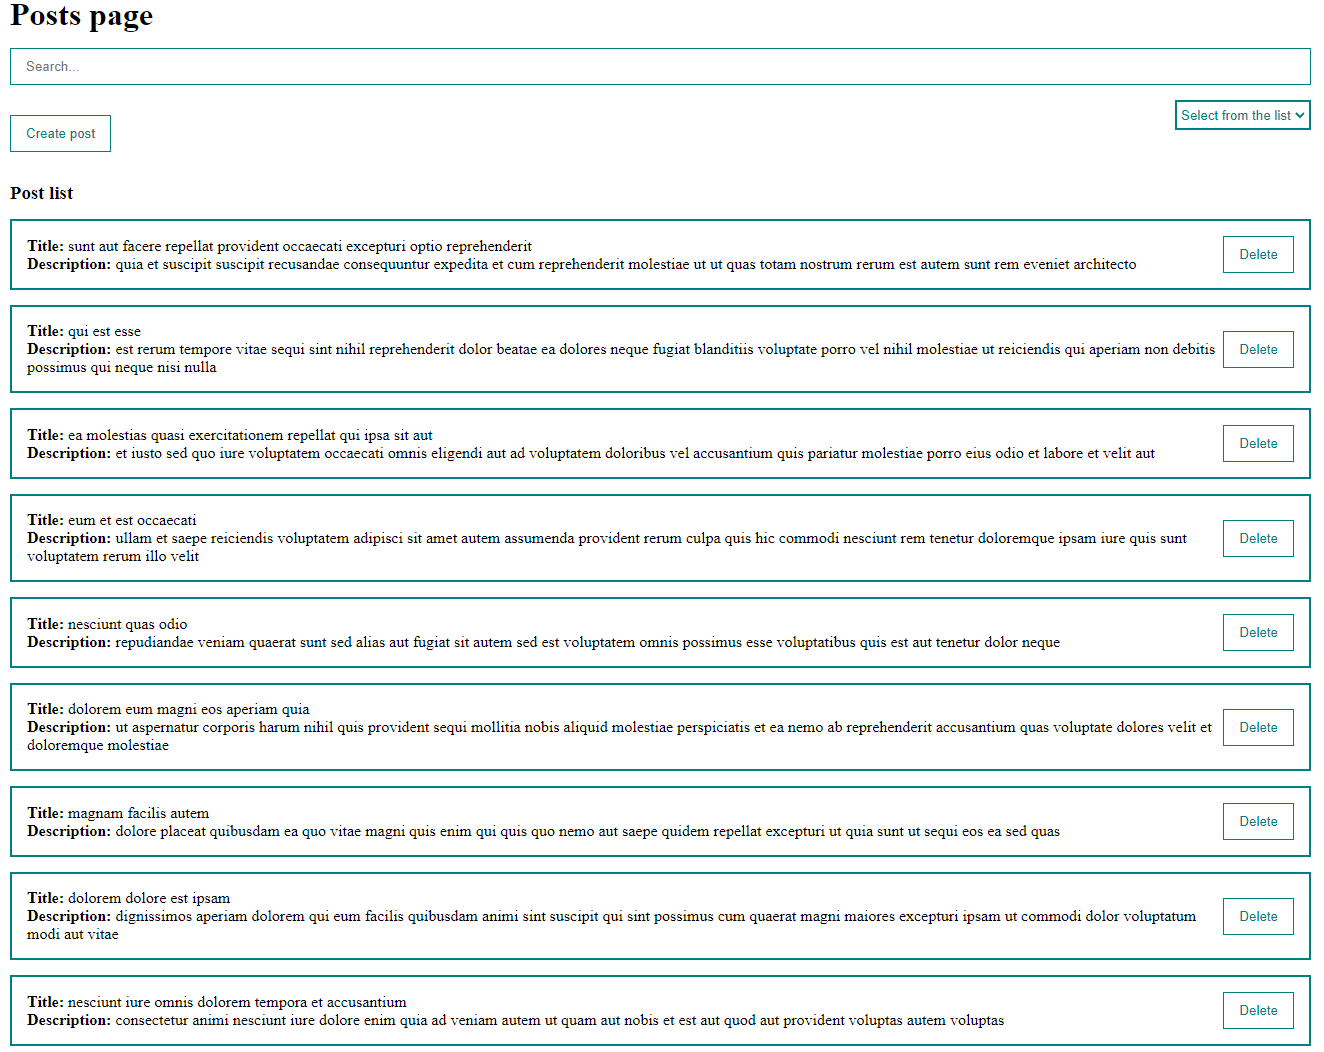 Posts page
Search...
Select from the list
Create post
Post list
Title: sunt aut facere repellat provident occaecati excepturi optio reprehenderit
Description: quia et suscipit suscipit recusandae consequuntur expedita et cum reprehenderit molestiae ut ut quas totam nostrum rerum est autem sunt rem eveniet architecto
Delete
Title: qui est esse
Description: est rerum tempore vitae sequi sint nihil reprehenderit dolor beatae ea dolores neque fugiat blanditiis voluptate porro vel nihil molestiae ut reiciendis qui aperiam non debitis
possimus qui neque nisi nulla
Delete
Title: ea molestias quasi exercitationem repellat qui ipsa sit aut
Description: et iusto sed quo iure voluptatem occaecati omnis eligendi aut ad voluptatem doloribus vel accusantium quis pariatur molestiae porro eius odio et labore et velit aut
Delete
Title: eum et est occaecati
Description: ullam et saepe reiciendis voluptatem adipisci sit amet autem assumenda provident rerum culpa quis hic commodi nesciunt rem tenetur doloremque ipsam iure quis sunt
voluptatem rerum illo velit
Delete
Title: nesciunt quas odio
Description: repudiandae veniam quaerat sunt sed alias aut fugiat sit autem sed est voluptatem omnis possimus esse voluptatibus quis est aut tenetur dolor neque
Delete
Title: dolorem eum magni eos aperiam quia
Description: ut aspernatur corporis harum nihil quis provident sequi mollitia nobis aliquid molestiae perspiciatis et ea nemo ab reprehenderit accusantium quas voluptate dolores velit et
doloremque molestiae
Delete
Title: magnam facilis autem
Description: dolore placeat quibusdam ea quo vitae magni quis enim qui quis quo nemo aut saepe quidem repellat excepturi ut quia sunt ut sequi eos ea sed quas
Delete
Title: dolorem dolore est ipsam
Description: dignissimos aperiam dolorem qui eum facilis quibusdam animi sint suscipit qui sint possimus cum quaerat magni maiores excepturi ipsam ut commodi dolor voluptatum
modi aut vitae
Delete
Title: nesciunt iure omnis dolorem tempora et accusantium
Description: consectetur animi nesciunt iure dolore enim quia ad veniam autem ut quam aut nobis et est aut quod aut provident voluptas autem voluptas
Delete